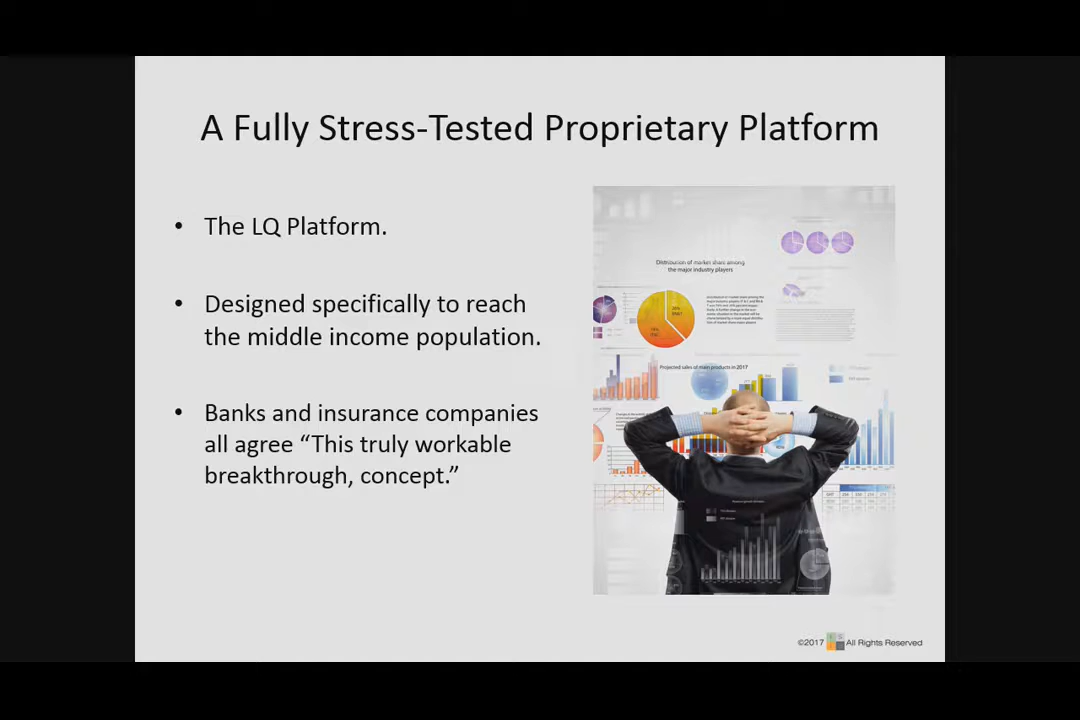 A Fully Stress-Tested Proprietary Platform
• The LQ Platform.
• Designed specifically to reach
the middle income population.
• Banks and insurance companies
all agree “This truly workable
breakthrough, concept.”
Distribution of market share among
the major industry players
Projected sales of main products in 2017
©2017 All Rights Reserved